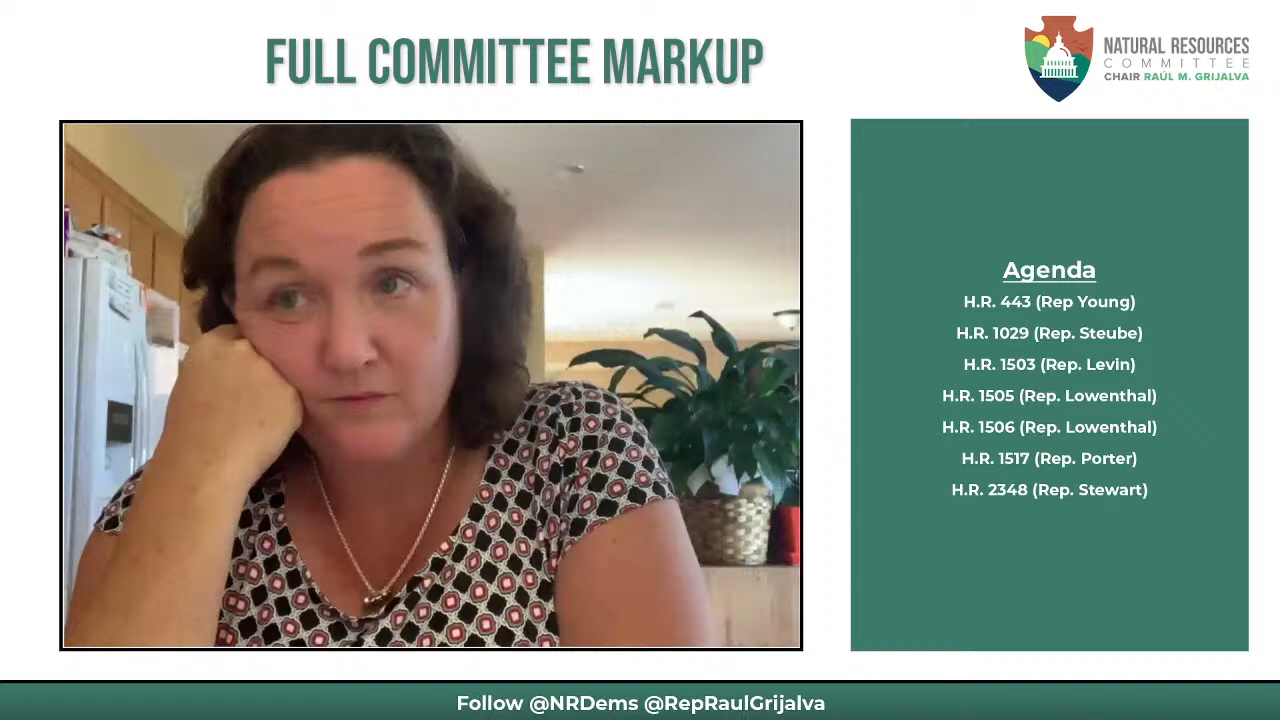 FULL COMMITTEE MARKUP
NATURAL RESOURCES
COMMITTEE
CHAIR RAÚL M. GRIJALVA
Agenda
H.R. 443 (Rep Young)
H.R. 1029 (Rep. Steube)
H.R. 1503 (Rep. Levin)
H.R. 1505 (Rep. Lowenthal)
H.R. 1506 (Rep. Lowenthal)
H.R. 1517 (Rep. Porter)
H.R. 2348 (Rep. Stewart)
Follow @NRDems @RepRaulGrijalva